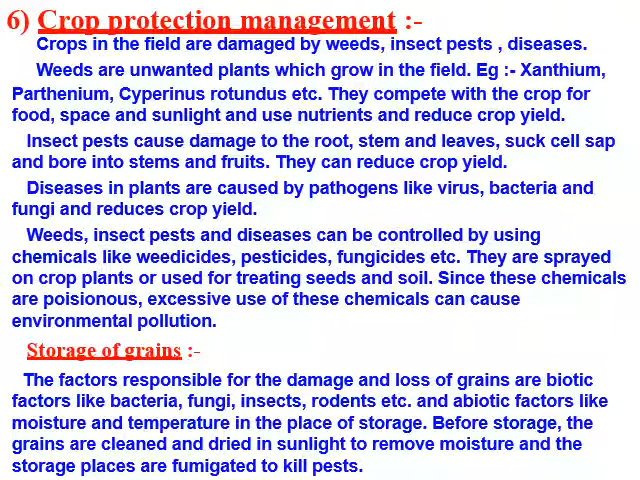 6) Crop protection management :-
Crops in the field are damaged by weeds, insect pests , diseases.
Weeds are unwanted plants which grow in the field. Eg :- Xanthium,
Parthenium, Cyperinus rotundus etc. They compete with the crop for
food, space and sunlight and use nutrients and reduce crop yield.
Insect pests cause damage to the root, stem and leaves, suck cell sap
and bore into stems and fruits. They can reduce crop yield.
Diseases in plants are caused by pathogens like virus, bacteria and
fungi and reduces crop yield.
Weeds, insect pests and diseases can be controlled by using
chemicals like weedicides, pesticides, fungicides etc. They are sprayed
on crop plants or used for treating seeds and soil. Since these chemicals
are poisionous, excessive use of these chemicals can cause
environmental pollution.
Storage of grains :-
The factors responsible for the damage and loss of grains are biotic
factors like bacteria, fungi, insects, rodents etc. and abiotic factors like
moisture and temperature in the place of storage. Before storage, the
grains are cleaned and dried in sunlight to remove moisture and the
storage places are fumigated to kill pests.